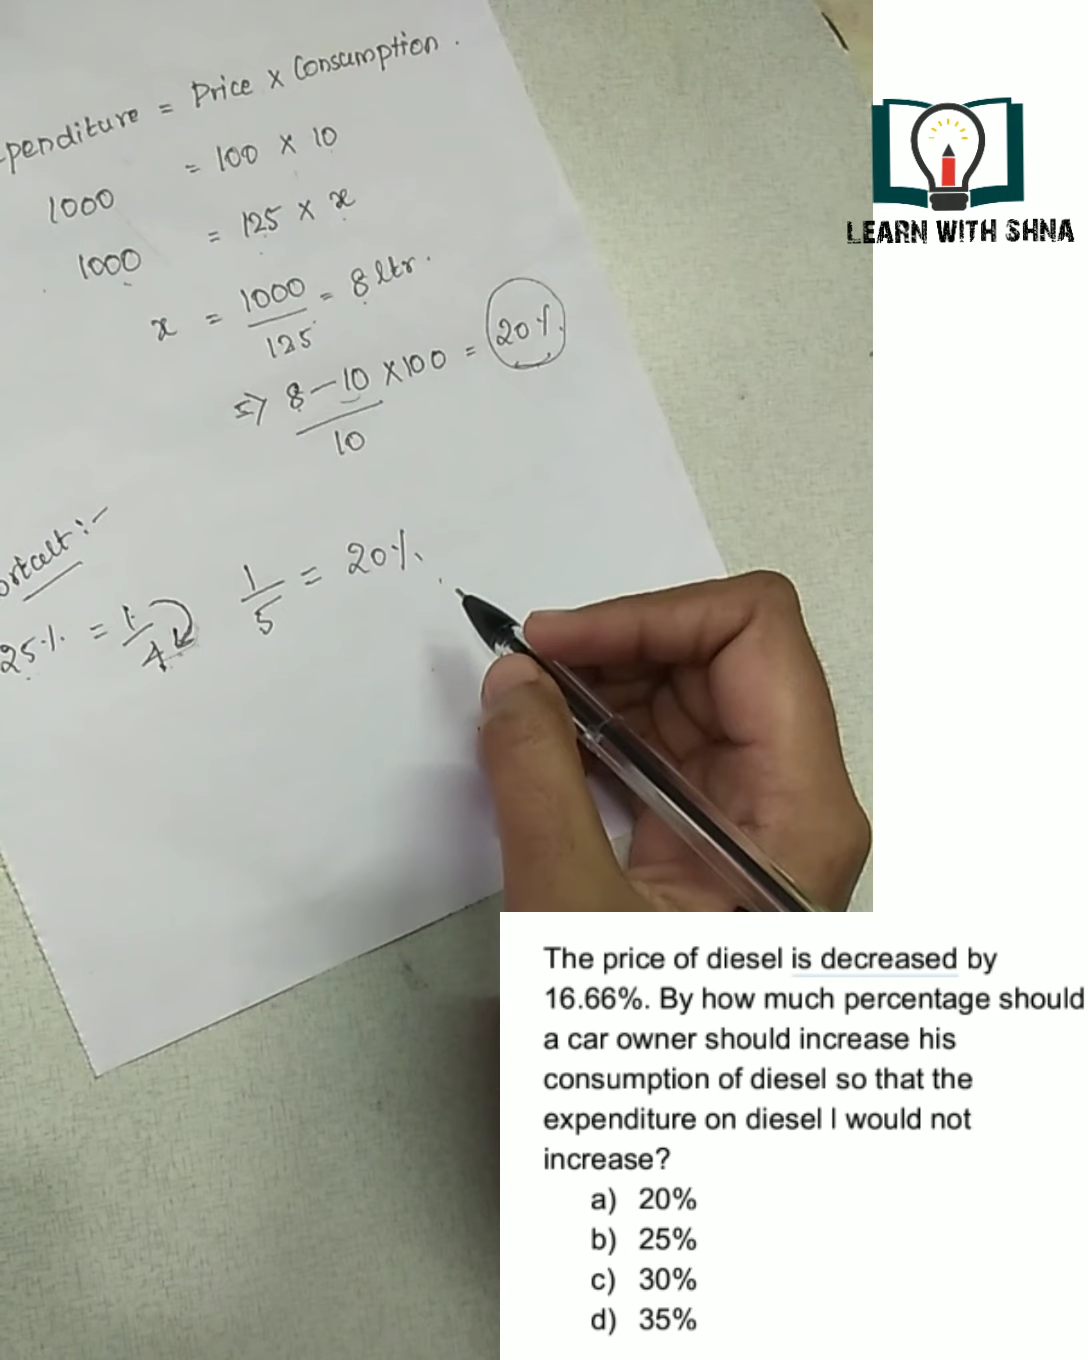 penditure = Price × Consumption.
1000 = 100 × 10
1000 = 125 × x
x = 1000/125 = 8 ltr.
=> 8-10/10 × 100 = 20%
ortcut :-
25% = 1/4 1/5 = 20%
LEARN WITH SHNA
The price of diesel is decreased by
16.66%. By how much percentage should
a car owner should increase his
consumption of diesel so that the
expenditure on diesel I would not
increase?
a) 20%
b) 25%
c) 30%
d) 35%